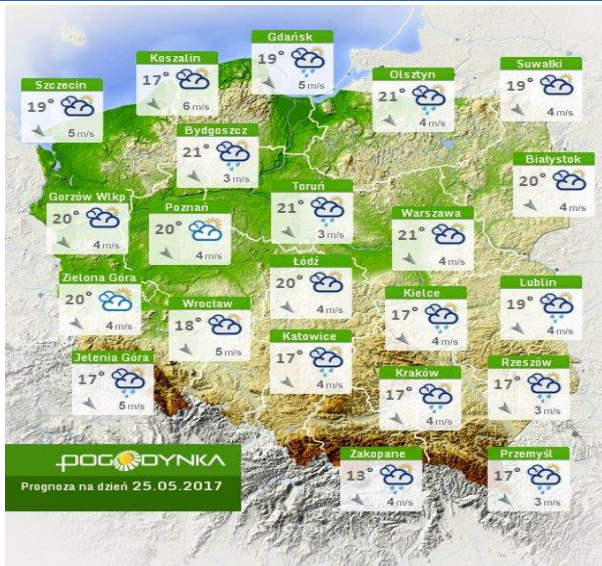 Gdańsk
19°
5 m/s
Koszalin
17°
6 m/s
Suwałki
19°
4 m/s
Olsztyn
21°
4 m/s
Szczecin
19°
5 m/s
Bydgoszcz
21°
3 m/s
Białystok
20°
4 m/s
Toruń
21°
3 m/s
Gorzów Wlkp
20°
4 m/s
Poznań
20°
4 m/s
Warszawa
21°
4 m/s
Łódź
20°
4 m/s
Zielona Góra
20°
4 m/s
Lublin
19°
4 m/s
Kielce
17°
4 m/s
Wrocław
18°
5 m/s
Katowice
17°
4 m/s
Jelenia Góra
17°
5 m/s
Rzeszów
17°
3 m/s
Kraków
17°
4 m/s
Zakopane
13°
4 m/s
Przemyśl
17°
3 m/s
POGODYNKA
Prognoza na dzień 25.05.2017